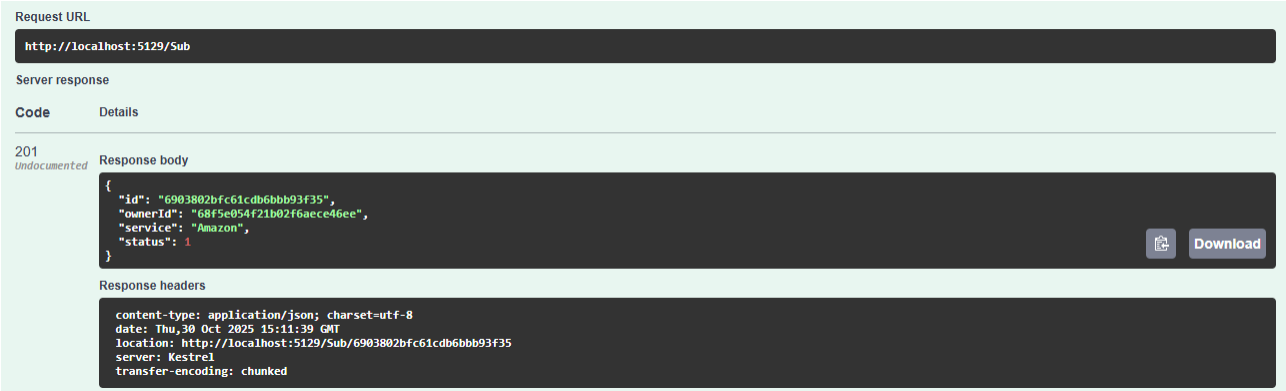 Request URL
http://localhost:5129/Sub
Server response
Code Details
201
Undocumented
Response body
{
  "id": "6903802bfc61cdb6bbb93f35",
  "ownerId": "68f5e054f21b02f6aece46ee",
  "service": "Amazon",
  "status": 1
}
Download
Response headers
content-type: application/json; charset=utf-8
date: Thu,30 Oct 2025 15:11:39 GMT
location: http://localhost:5129/Sub/6903802bfc61cdb6bbb93f35
server: Kestrel
transfer-encoding: chunked